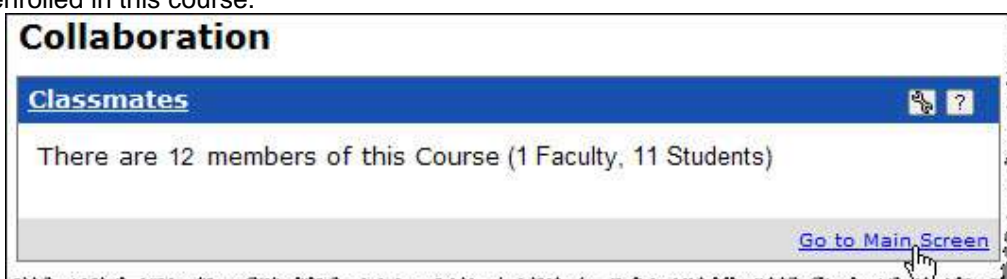 enrolled in this course.
Collaboration
Classmates ?
There are 12 members of this Course (1 Faculty, 11 Students)
Go to Main Screen